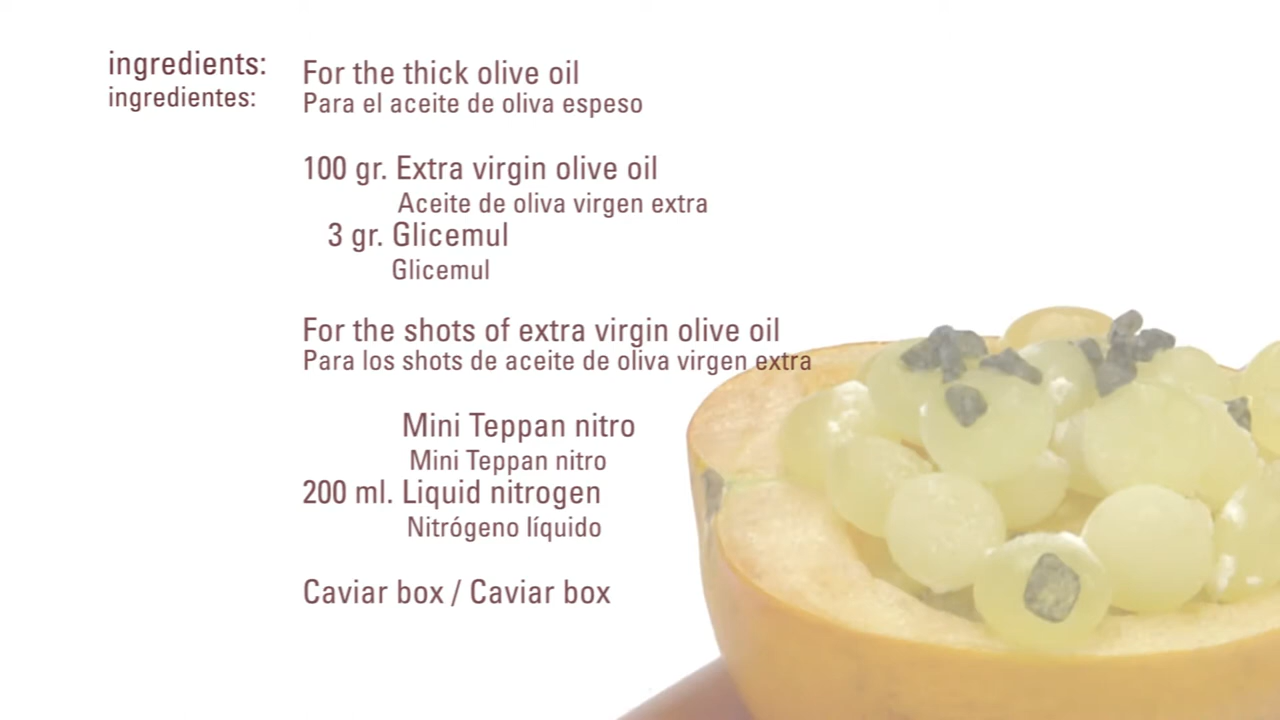 ingredients:
ingredientes:
For the thick olive oil
Para el aceite de oliva espeso
100 gr. Extra virgin olive oil
Aceite de oliva virgen extra
3 gr. Glicemul
Glicemul
For the shots of extra virgin olive oil
Para los shots de aceite de oliva virgen extra
Mini Teppan nitro
Mini Teppan nitro
200 ml. Liquid nitrogen
Nitrógeno líquido
Caviar box / Caviar box